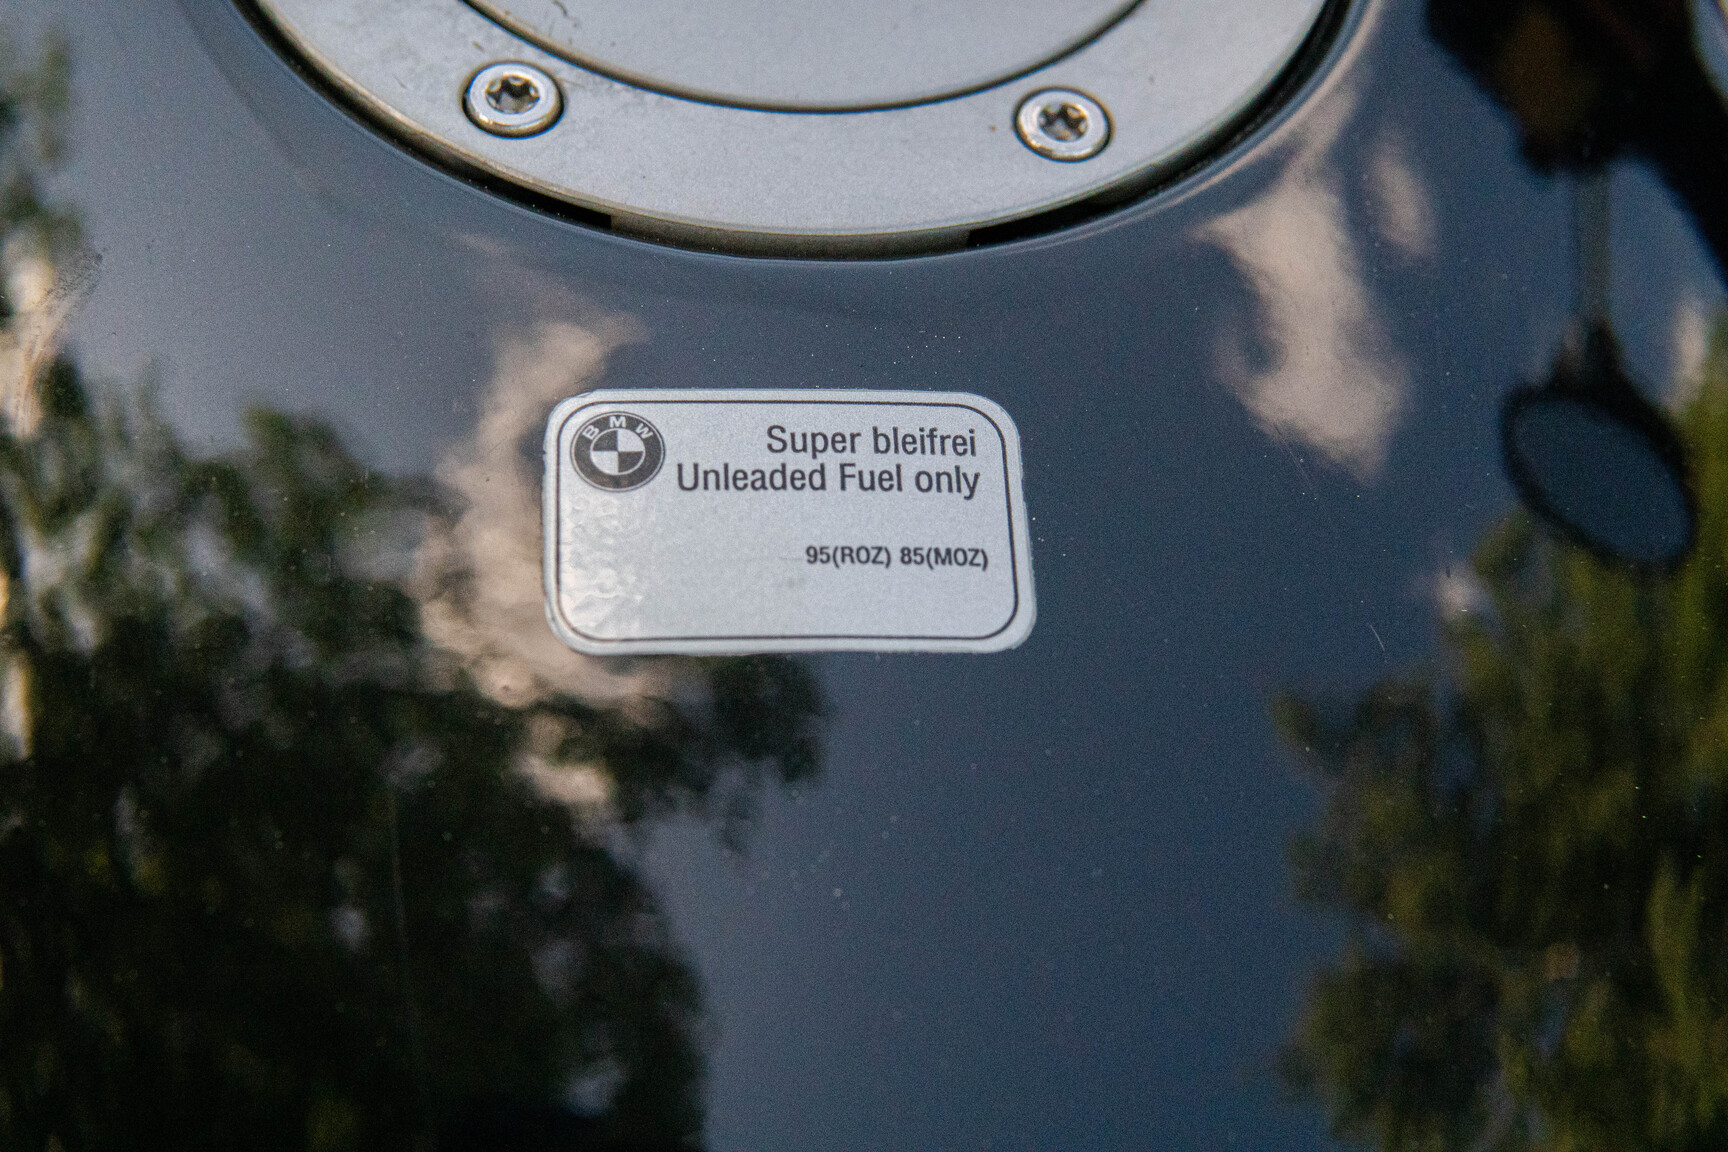 BMW
Super bleifrei
Unleaded Fuel only
95(ROZ) 85(MOZ)